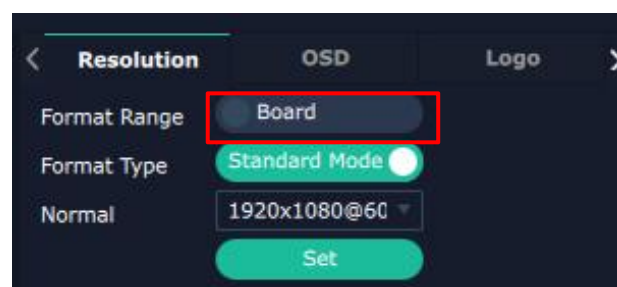 Resolution OSD Logo
Format Range Board
Format Type Standard Mode
Normal 1920x1080@60
Set